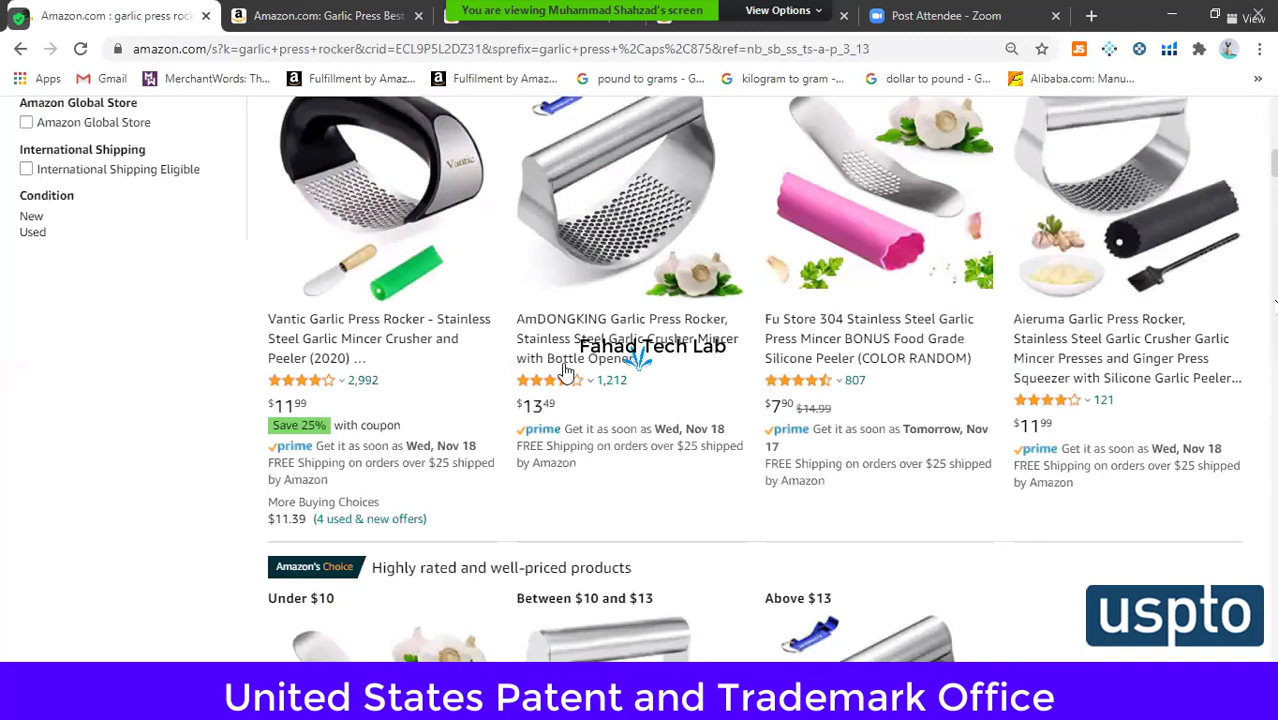 Amazon.com : garlic press rock
Amazon.com: Garlic Press Best
You are viewing Muhammad Shahzad's screen
View Options
Post Attendee - Zoom
View
amazon.com/s?k=garlic+press+rocker&crid=ECL9P5L2DZ31&sprefix=garlic+press+%2Caps%2C875&ref=nb_sb_ss_ts-a-p_3_13
Apps
Gmail
MerchantWords: Th...
Fulfillment by Amaz...
Fulfilment by Amaz...
pound to grams - G...
kilogram to gram -...
dollar to pound - G...
Alibaba.com: Manu...
Amazon Global Store
Amazon Global Store
International Shipping
International Shipping Eligible
Condition
New
Used
Vantic
Vantic Garlic Press Rocker - Stainless
Steel Garlic Mincer Crusher and
Peeler (2020) ...
2,992
$11.99
Save 25% with coupon
prime Get it as soon as Wed, Nov 18
FREE Shipping on orders over $25 shipped
by Amazon
More Buying Choices
$11.39 (4 used & new offers)
AmDONGKING Garlic Press Rocker,
Stainless Steel Garlic Crusher Mincer
with Bottle Opener
1,212
$13.49
prime Get it as soon as Wed, Nov 18
FREE Shipping on orders over $25 shipped
by Amazon
Fahad Tech Lab
Fu Store 304 Stainless Steel Garlic
Press Mincer BONUS Food Grade
Silicone Peeler (COLOR RANDOM)
807
$7.90 $14.99
prime Get it as soon as Tomorrow, Nov
17
FREE Shipping on orders over $25 shipped
by Amazon
Aieruma Garlic Press Rocker,
Stainless Steel Garlic Crusher Garlic
Mincer Presses and Ginger Press
Squeezer with Silicone Garlic Peeler...
121
$11.99
prime Get it as soon as Wed, Nov 18
FREE Shipping on orders over $25 shipped
by Amazon
Amazon's Choice Highly rated and well-priced products
Under $10
Between $10 and $13
Above $13
uspto
United States Patent and Trademark Office